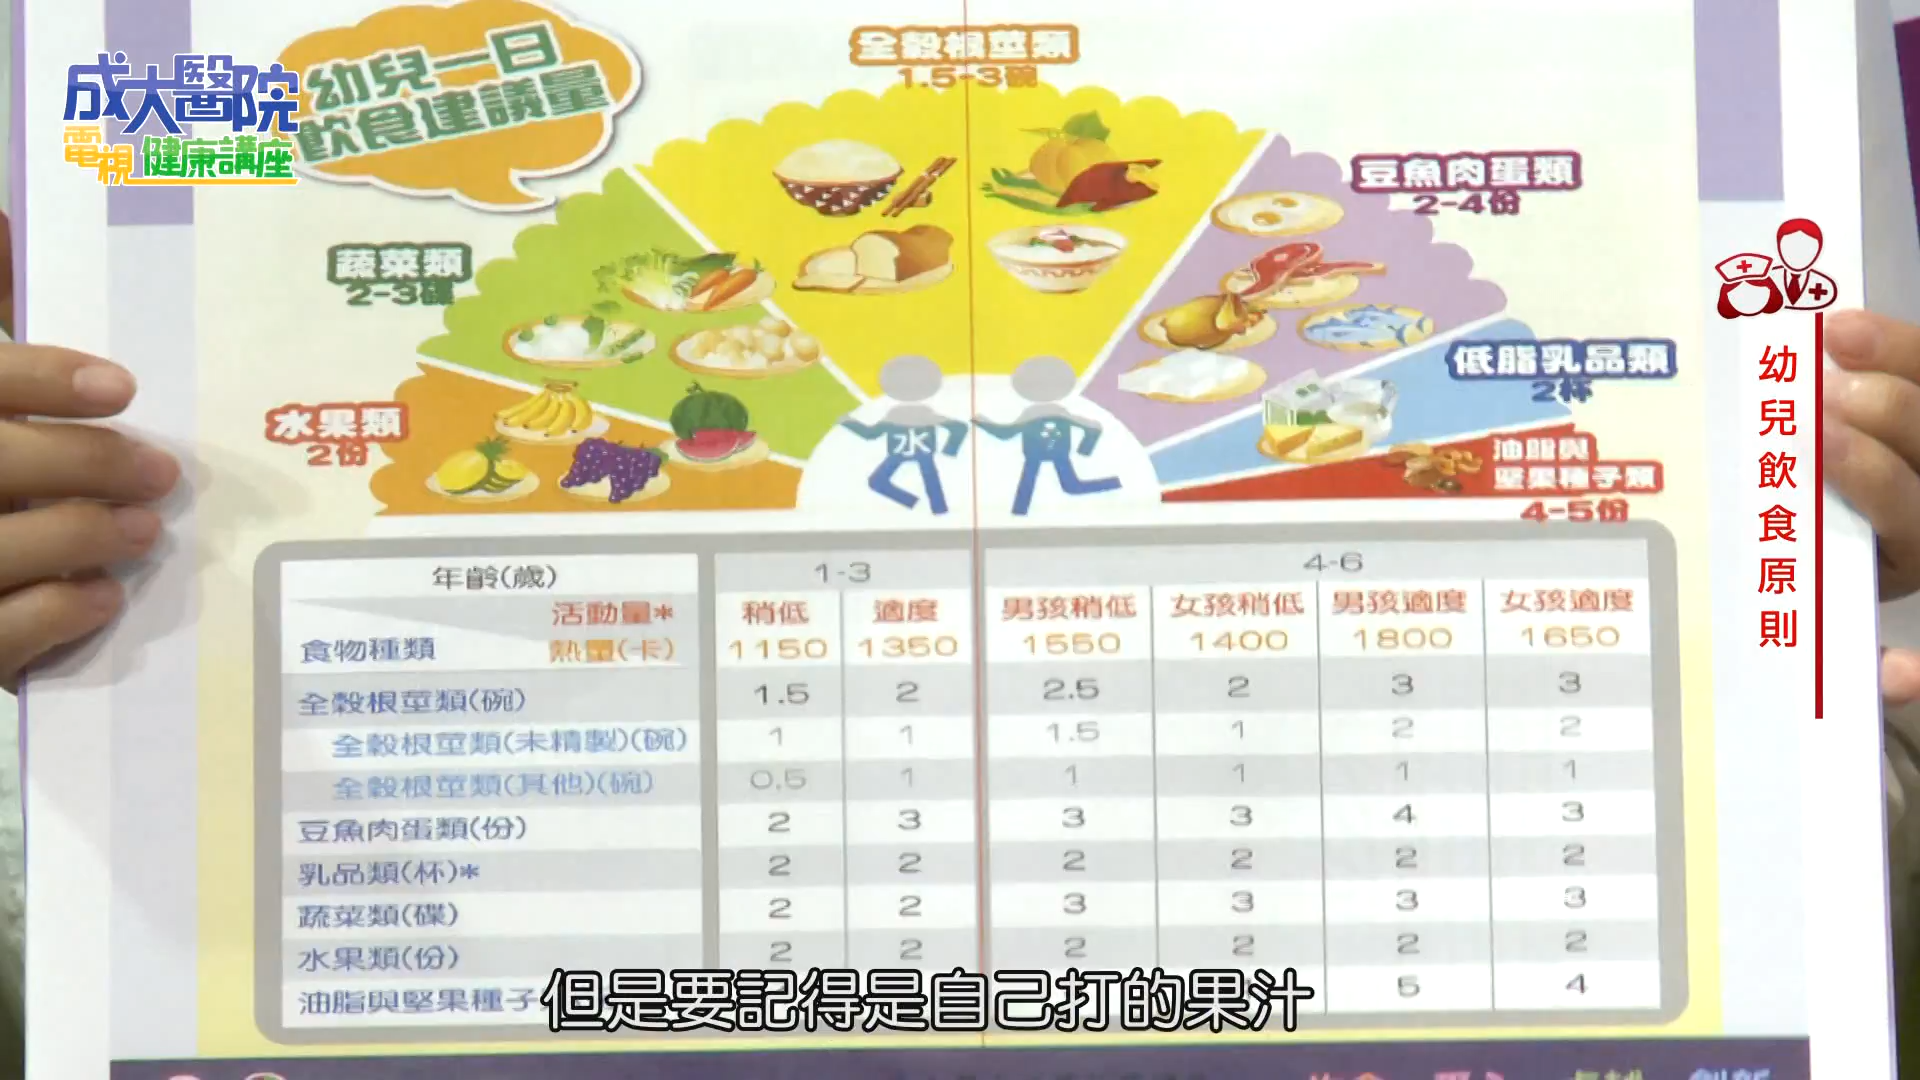 成大醫院
電視 健康講座
幼兒一日
飲食建議量
全穀根莖類
1.5-3碗
豆魚肉蛋類
2-4份
蔬菜類
2-3碟
低脂乳品類
2杯
水果類
2份
油脂與
堅果種子類
4-5份
水
幼兒飲食原則
年齡(歲) 1-3 4-6
活動量* 稍低 適度 男孩稍低 女孩稍低 男孩適度 女孩適度
食物種類 熱量(卡) 1150 1350 1550 1400 1800 1650
全穀根莖類(碗) 1.5 2 2.5 2 3 3
全穀根莖類(未精製)(碗) 1 1 1.5 1 2 2
全穀根莖類(其他)(碗) 0.5 1 1 1 1 1
豆魚肉蛋類(份) 2 3 3 3 4 3
乳品類(杯)* 2 2 2 2 2 2
蔬菜類(碟) 2 2 3 3 3 3
水果類(份) 2 2 2 2 2 2
油脂與堅果種子 5 4
但是要記得是自己打的果汁